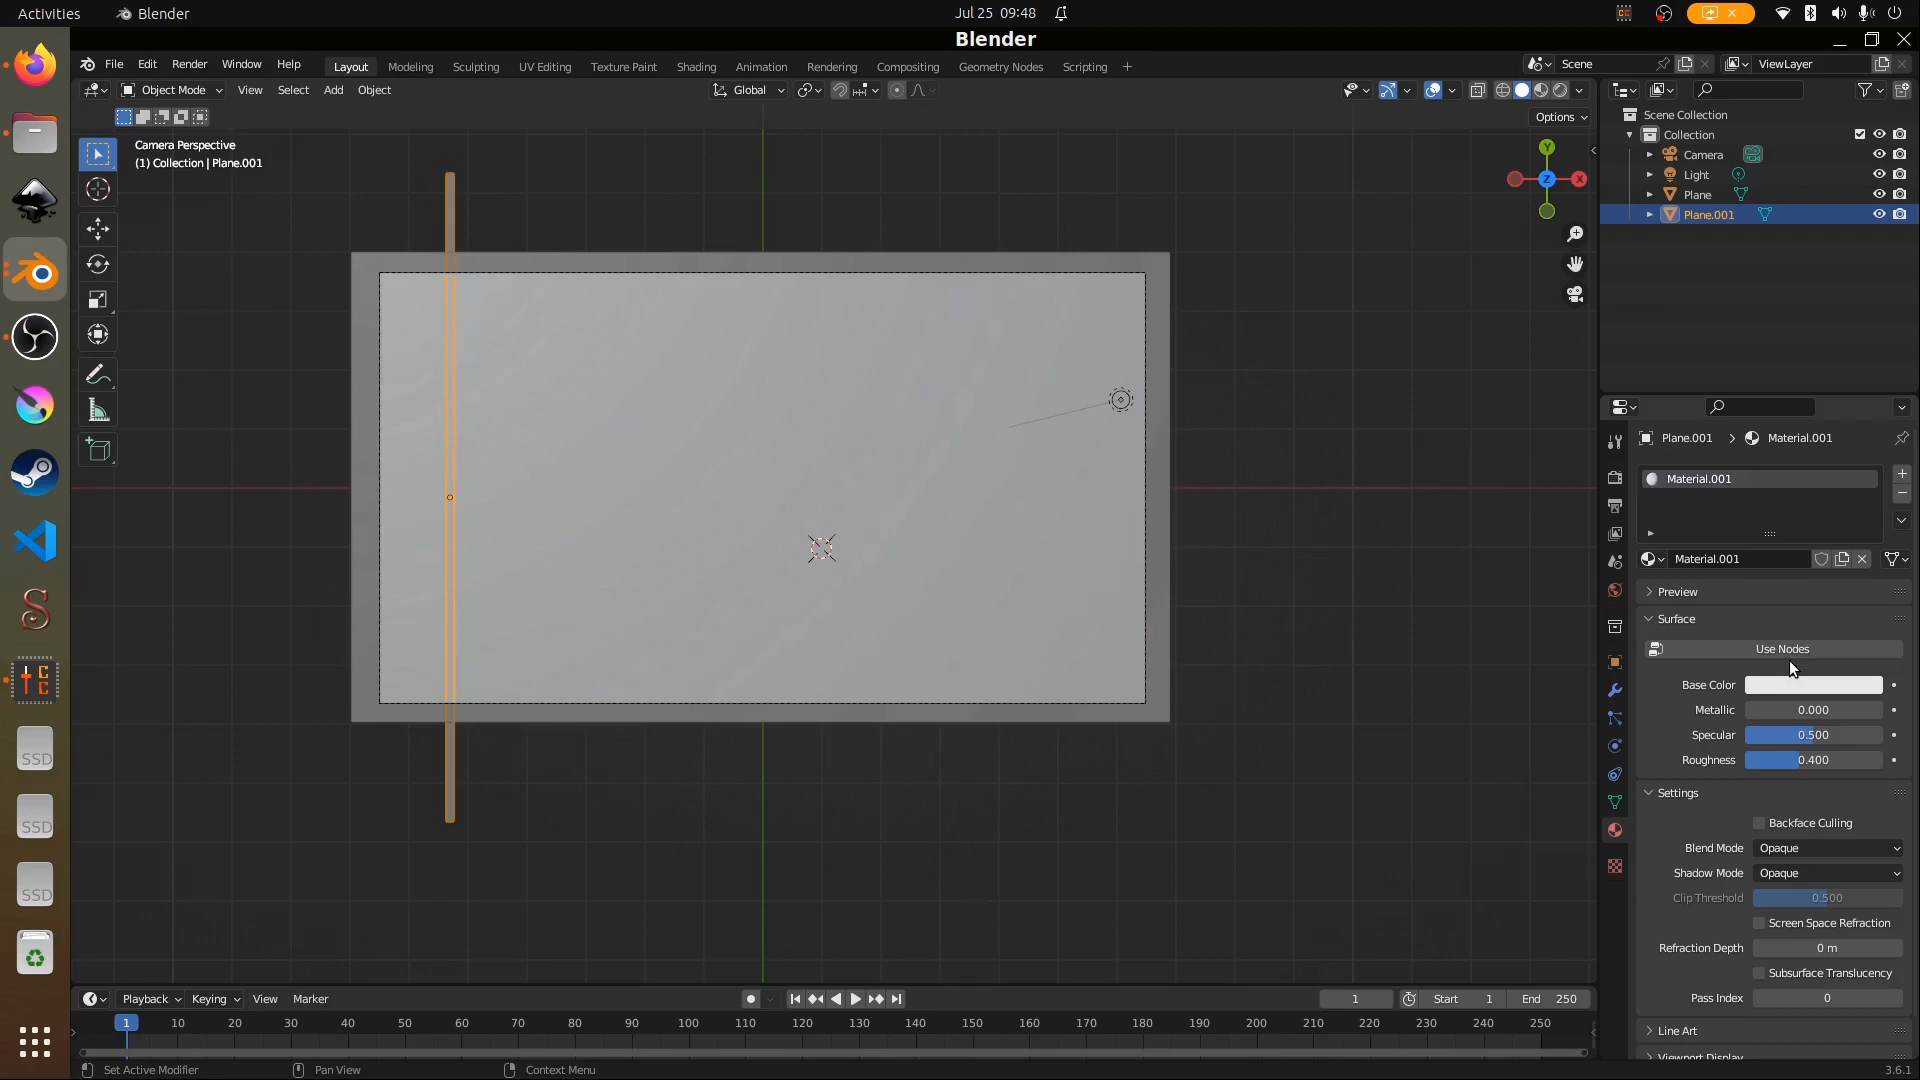 Activities Blender Jul 25 09:48
Blender
File Edit Render Window Help Layout Modeling Sculpting UV Editing Texture Paint Shading Animation Rendering Compositing Geometry Nodes Scripting + Scene ViewLayer
Object Mode View Select Add Object Global
Options
Camera Perspective
(1) Collection | Plane.001
Y
Z X
Scene Collection
Collection
Camera
Light
Plane
Plane.001
Plane.001 > Material.001
Material.001
Material.001
Preview
Surface
Use Nodes
Base Color
Metallic 0.000
Specular 0.500
Roughness 0.400
Settings
Backface Culling
Blend Mode Opaque
Shadow Mode Opaque
Clip Threshold 0.500
Screen Space Refraction
Refraction Depth 0 m
Subsurface Translucency
Pass Index 0
Line Art
Viewport Display
SSD
SSD
SSD
Playback Keying View Marker 1 Start 1 End 250
1 10 20 30 40 50 60 70 80 90 100 110 120 130 140 150 160 170 180 190 200 210 220 230 240 250
Set Active Modifier Pan View Context Menu 3.6.1